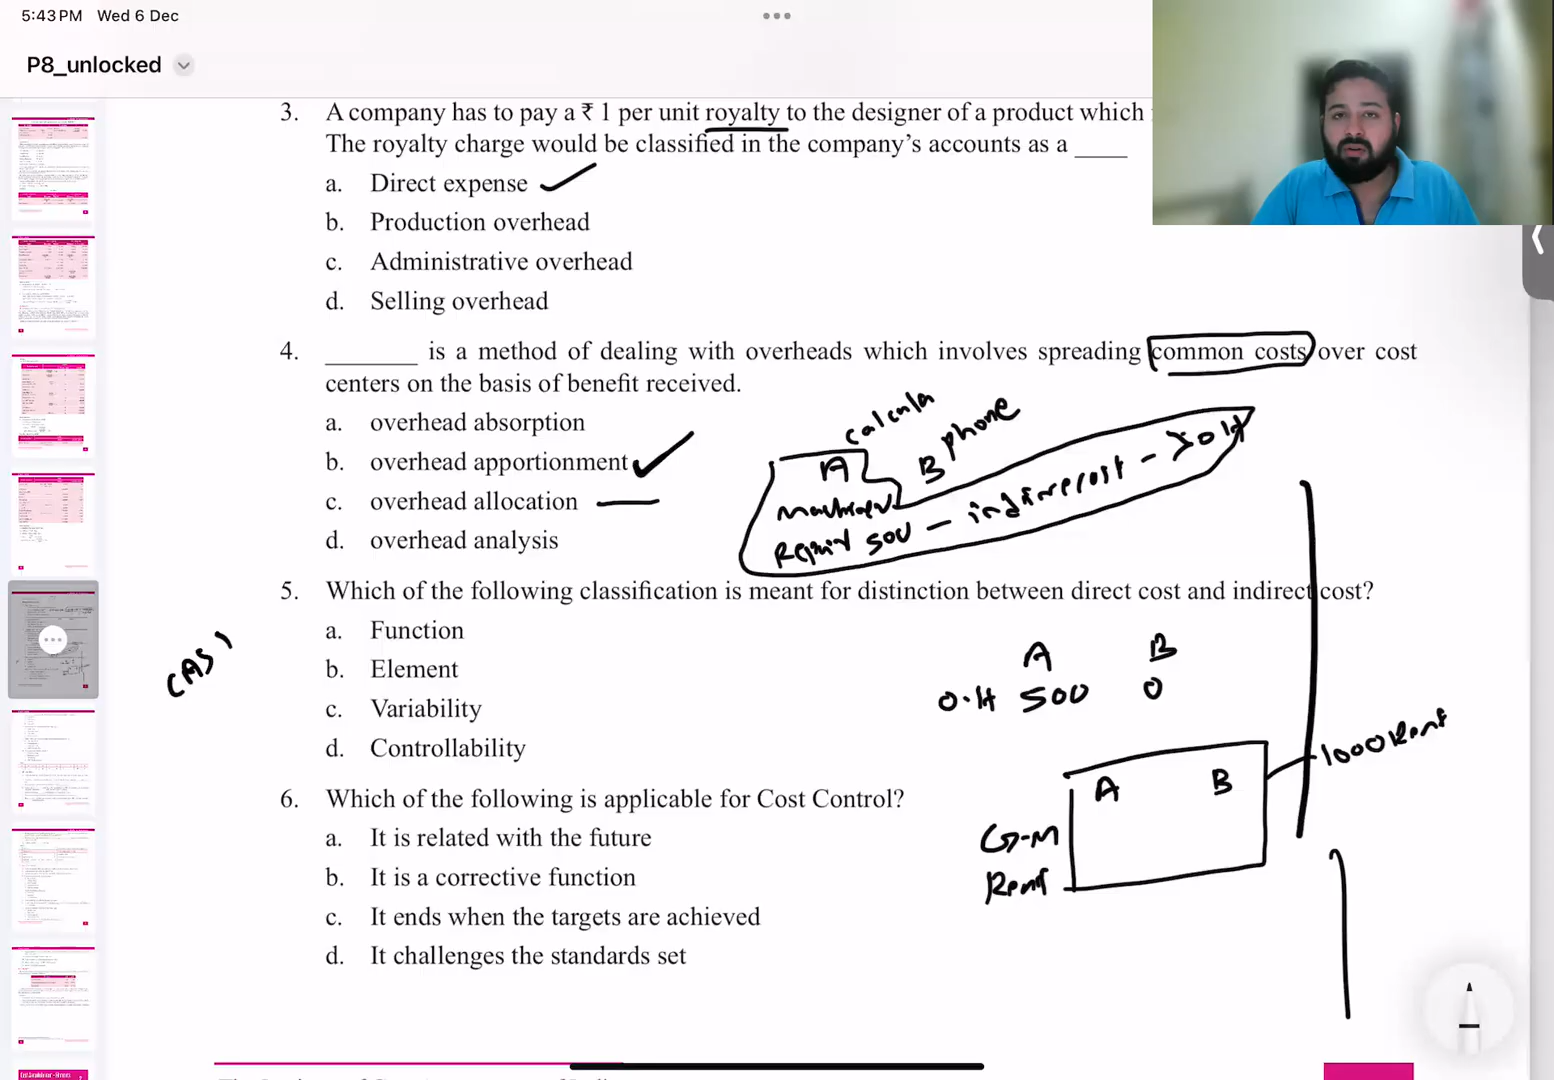 5:43 PM Wed 6 Dec
P8_unlocked
3. A company has to pay a ₹ 1 per unit royalty to the designer of a product which
The royalty charge would be classified in the company's accounts as a ____
a. Direct expense
b. Production overhead
c. Administrative overhead
d. Selling overhead
4. _______ is a method of dealing with overheads which involves spreading common costs over cost
centers on the basis of benefit received.
a. overhead absorption
b. overhead apportionment
c. overhead allocation
d. overhead analysis
calcula
phone
A B
Repair 500 - indirect cost -
5. Which of the following classification is meant for distinction between direct cost and indirect cost?
a. Function
b. Element
c. Variability
d. Controllability
CAS 1
A B
O.H 500 0
1000 Rent
A B
G-M
Rent
6. Which of the following is applicable for Cost Control?
a. It is related with the future
b. It is a corrective function
c. It ends when the targets are achieved
d. It challenges the standards set